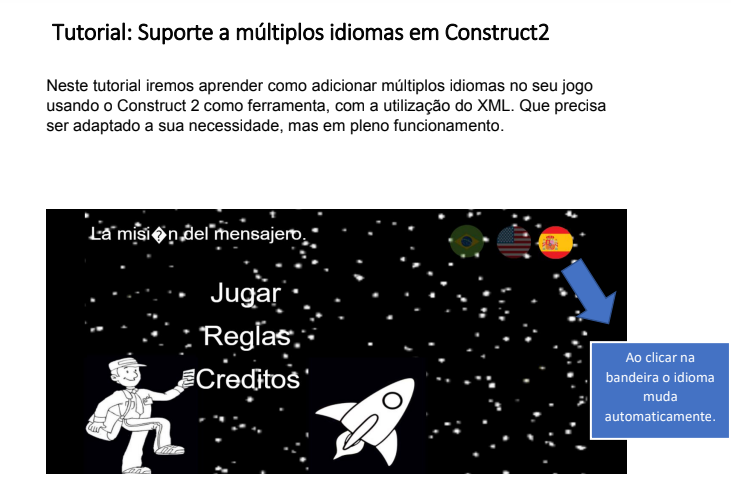 Tutorial: Suporte a múltiplos idiomas em Construct2
Neste tutorial iremos aprender como adicionar múltiplos idiomas no seu jogo
usando o Construct 2 como ferramenta, com a utilização do XML. Que precisa
ser adaptado a sua necessidade, mas em pleno funcionamento.
La misi�n del mensajero.
Jugar
Reglas
Creditos
Ao clicar na
bandeira o idioma
muda
automaticamente.